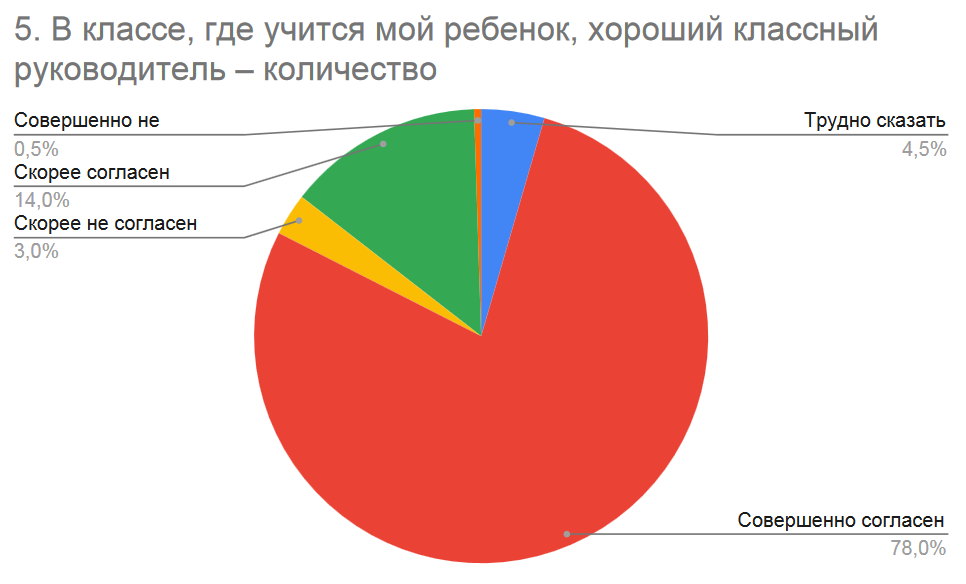 5. В классе, где учится мой ребенок, хороший классный
руководитель – количество
Совершенно не
0,5%
Скорее согласен
14,0%
Скорее не согласен
3,0%
Трудно сказать
4,5%
Совершенно согласен
78,0%